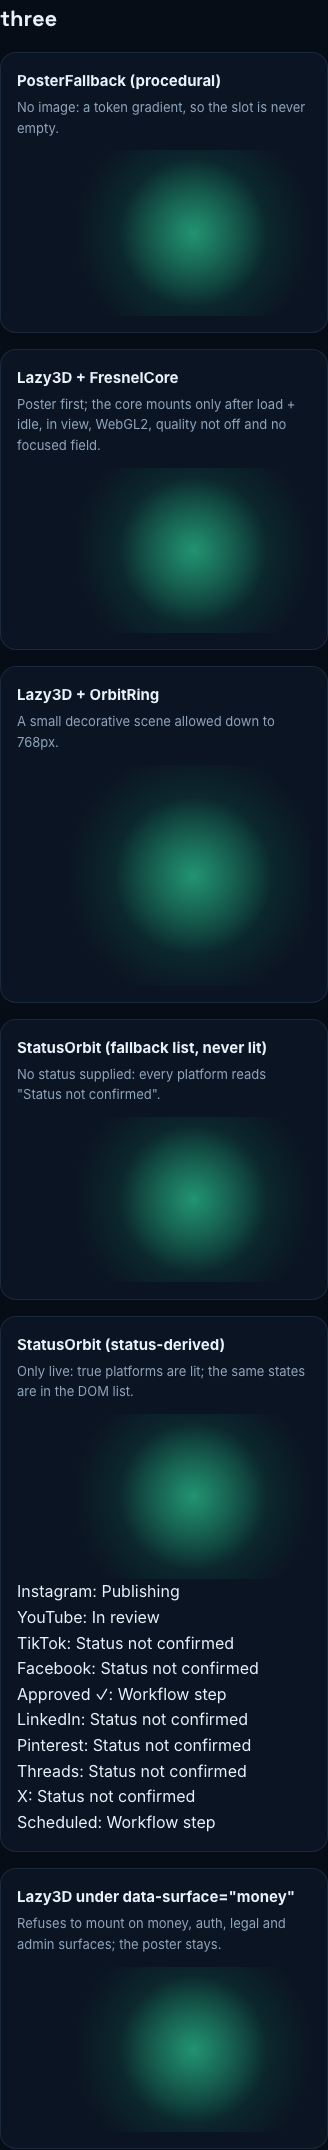 three
PosterFallback (procedural)
No image: a token gradient, so the slot is never
empty.
Lazy3D + FresnelCore
Poster first; the core mounts only after load +
idle, in view, WebGL2, quality not off and no
focused field.
Lazy3D + OrbitRing
A small decorative scene allowed down to
768px.
StatusOrbit (fallback list, never lit)
No status supplied: every platform reads
"Status not confirmed".
StatusOrbit (status-derived)
Only live: true platforms are lit; the same states
are in the DOM list.
Instagram: Publishing
YouTube: In review
TikTok: Status not confirmed
Facebook: Status not confirmed
Approved ✓: Workflow step
LinkedIn: Status not confirmed
Pinterest: Status not confirmed
Threads: Status not confirmed
X: Status not confirmed
Scheduled: Workflow step
Lazy3D under data-surface="money"
Refuses to mount on money, auth, legal and
admin surfaces; the poster stays.